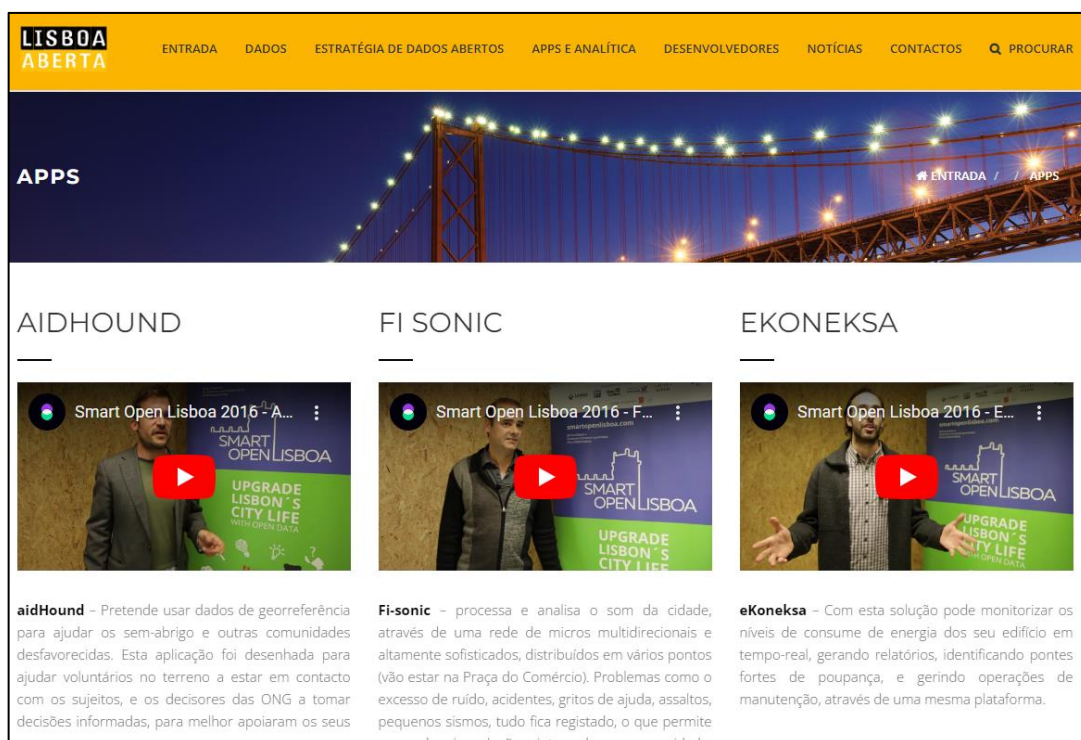 LISBOA
ABERTA
ENTRADA DADOS ESTRATÉGIA DE DADOS ABERTOS APPS E ANALÍTICA DESENVOLVEDORES NOTÍCIAS CONTACTOS PROCURAR
APPS
ENTRADA / / APPS
AIDHOUND
Smart Open Lisboa 2016 - A...
SMART
OPEN LISBOA
UPGRADE
LISBON´S
CITY LIFE
WITH OPEN DATA
aidHound – Pretende usar dados de georreferência
para ajudar os sem-abrigo e outras comunidades
desfavorecidas. Esta aplicação foi desenhada para
ajudar voluntários no terreno a estar em contacto
com os sujeitos, e os decisores das ONG a tomar
decisões informadas, para melhor apoiaram os seus
FI SONIC
Smart Open Lisboa 2016 - F...
smartopenlisboa.com
SMART
OPEN LISBOA
UPGRADE
LISBON´S
CITY LIFE
Fi-sonic – processa e analisa o som da cidade,
através de uma rede de micros multidirecionais e
altamente sofisticados, distribuídos em vários pontos
(vão estar na Praça do Comércio). Problemas como o
excesso de ruído, acidentes, gritos de ajuda, assaltos,
pequenos sismos, tudo fica registado, o que permite
EKONEKSA
Smart Open Lisboa 2016 - E...
SMART
OPEN LISBOA
UPGRADE
LISBON´S
CITY LIFE
WITH OPEN DATA
eKoneksa – Com esta solução pode monitorizar os
níveis de consume de energia dos seu edifício em
tempo-real, gerando relatórios, identificando pontes
fortes de poupança, e gerindo operações de
manutenção, através de uma mesma plataforma.